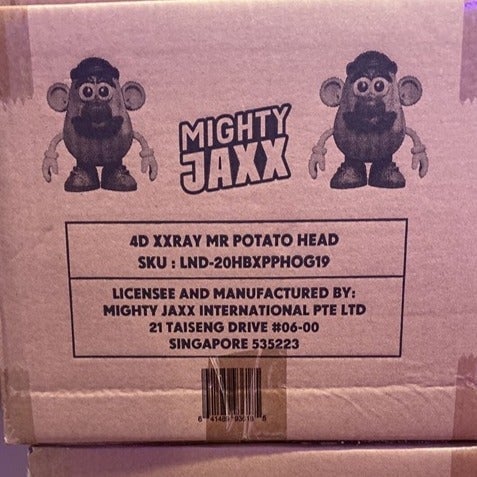 MIGHTY
JAXX
4D XXRAY MR POTATO HEAD
SKU : LND-20HBXPPHOG19
LICENSEE AND MANUFACTURED BY:
MIGHTY JAXX INTERNATIONAL PTE LTD
21 TAISENG DRIVE #06-00
SINGAPORE 535223